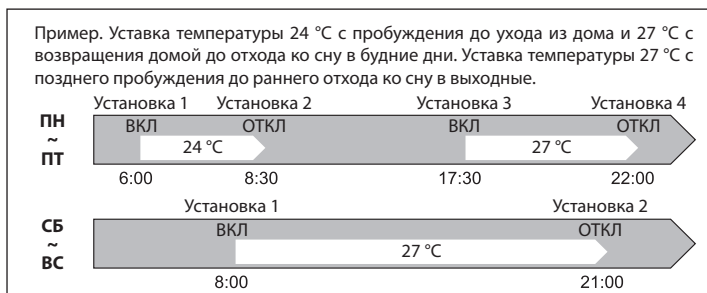 Пример. Уставка температуры 24 °C с пробуждения до ухода из дома и 27 °C с
возвращения домой до отхода ко сну в будние дни. Уставка температуры 27 °C с
позднего пробуждения до раннего отхода ко сну в выходные.
Установка 1 Установка 2 Установка 3 Установка 4
ПН ~ ПТ
ВКЛ ОТКЛ ВКЛ ОТКЛ
24 °C 27 °C
6:00 8:30 17:30 22:00
Установка 1 Установка 2
СБ ~ ВС
ВКЛ ОТКЛ
27 °C
8:00 21:00